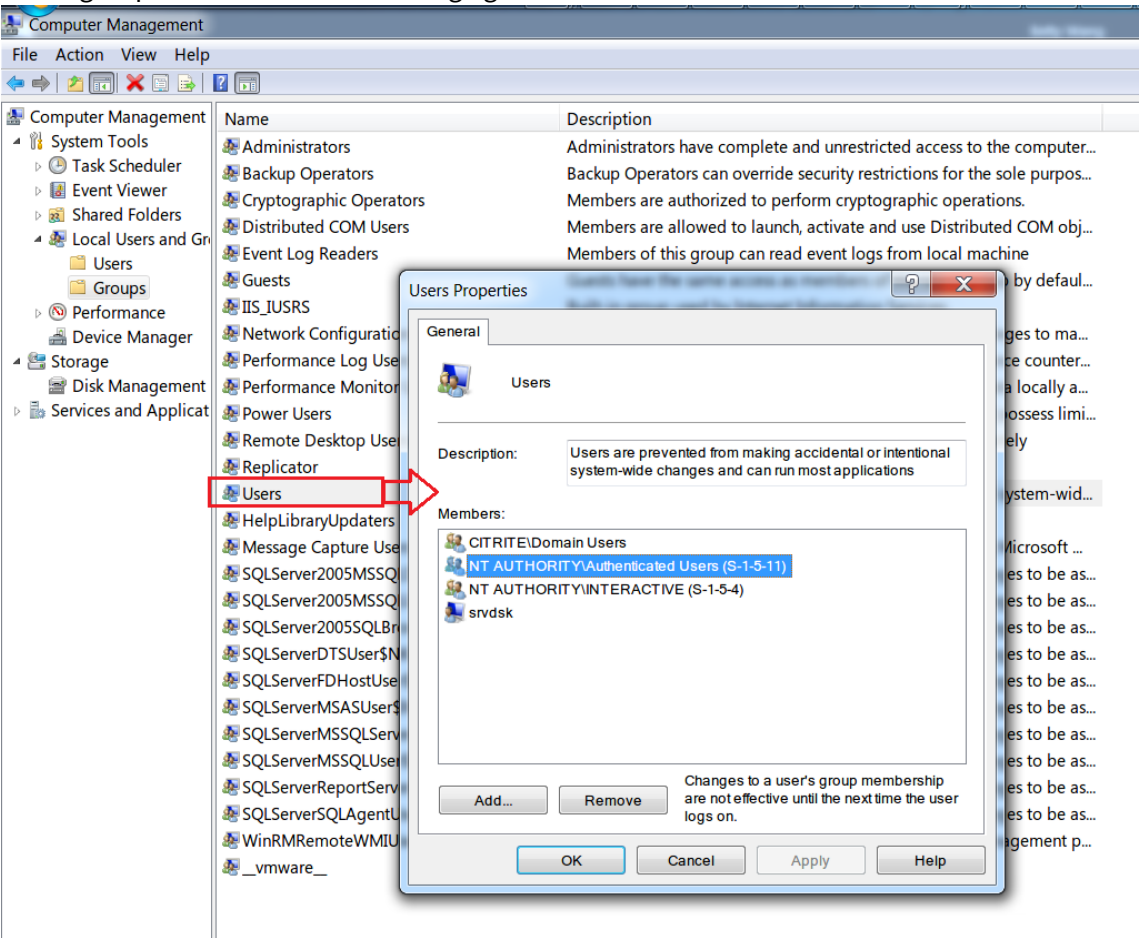 Computer Management
File Action View Help
Computer Management
System Tools
Task Scheduler
Event Viewer
Shared Folders
Local Users and Gr
Users
Groups
Performance
Device Manager
Storage
Disk Management
Services and Applicat
Name Description
Administrators Administrators have complete and unrestricted access to the computer...
Backup Operators Backup Operators can override security restrictions for the sole purpos...
Cryptographic Operators Members are authorized to perform cryptographic operations.
Distributed COM Users Members are allowed to launch, activate and use Distributed COM obj...
Event Log Readers Members of this group can read event logs from local machine
Guests by defaul...
IIS_IUSRS
Network Configuratio ges to ma...
Performance Log Use ce counter...
Performance Monitor a locally a...
Power Users ossess limi...
Remote Desktop Use ely
Replicator
Users ystem-wid...
HelpLibraryUpdaters
Message Capture Use Microsoft ...
SQLServer2005MSSQ es to be as...
SQLServer2005MSSQ es to be as...
SQLServer2005SQLBr es to be as...
SQLServerDTSUser$N es to be as...
SQLServerFDHostUse es to be as...
SQLServerMSASUser$ es to be as...
SQLServerMSSQLServ es to be as...
SQLServerMSSQLUser es to be as...
SQLServerReportServ es to be as...
SQLServerSQLAgentU es to be as...
WinRMRemoteWMIU agement p...
__vmware__
Users Properties
General
Users
Description: Users are prevented from making accidental or intentional
system-wide changes and can run most applications
Members:
CITRITE\Domain Users
NT AUTHORITY\Authenticated Users (S-1-5-11)
NT AUTHORITY\INTERACTIVE (S-1-5-4)
srvdsk
Add... Remove
Changes to a user's group membership
are not effective until the next time the user
logs on.
OK Cancel Apply Help